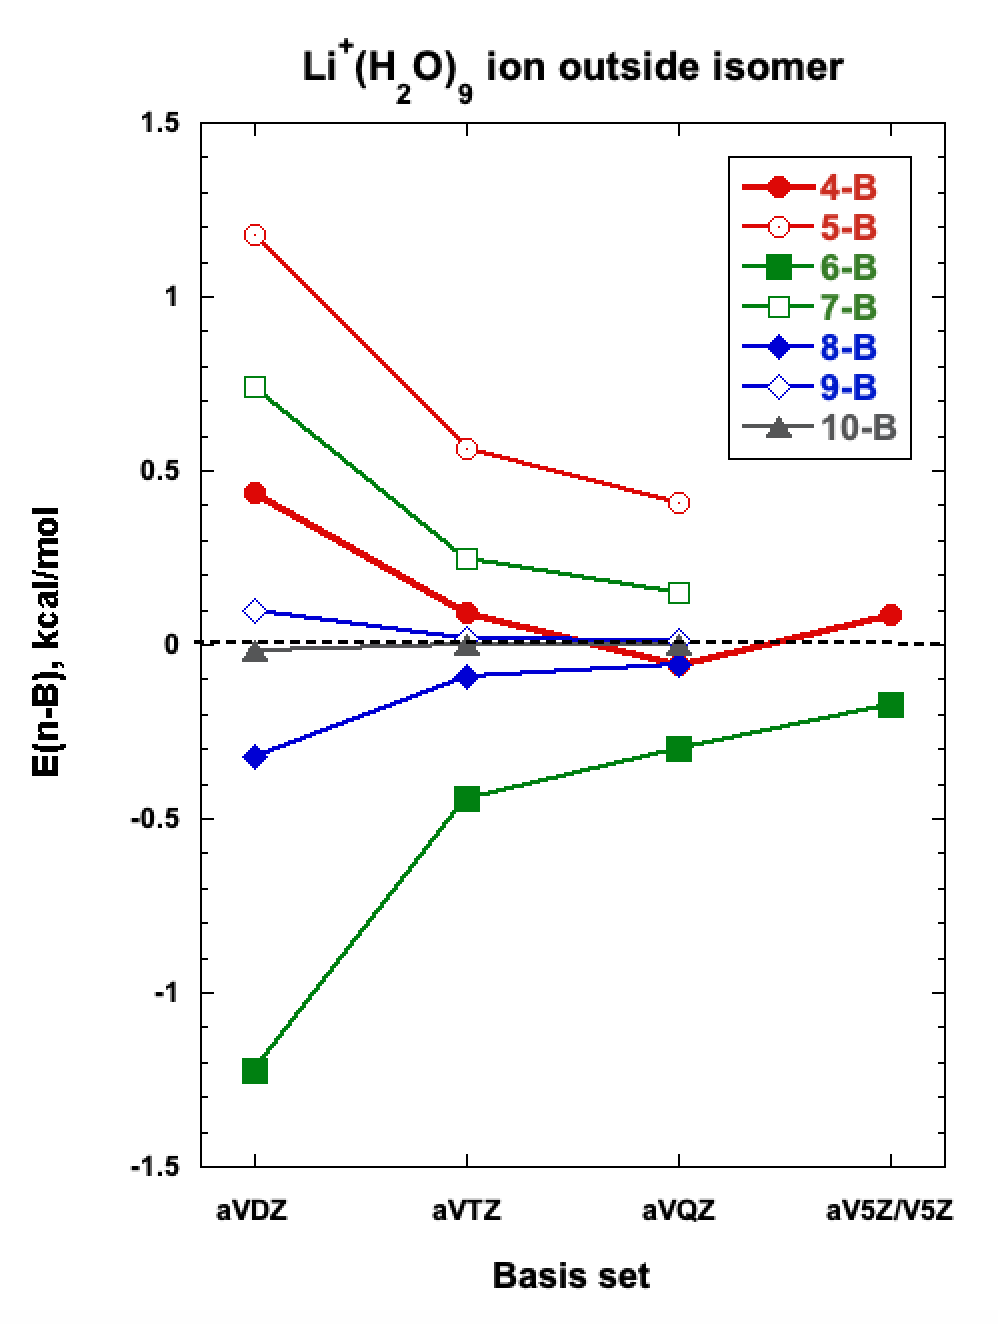 Li⁺(H₂O)₉ ion outside isomer
1.5
1
0.5
0
-0.5
-1
-1.5
E(n-B), kcal/mol
4-B
5-B
6-B
7-B
8-B
9-B
10-B
aVDZ aVTZ aVQZ aV5Z/V5Z
Basis set